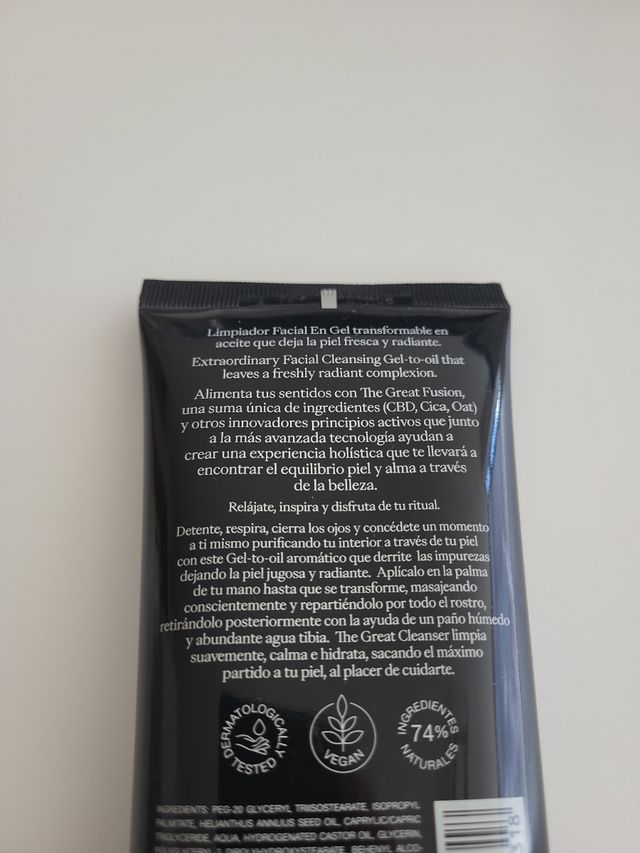 Limpiador Facial En Gel transformable en
aceite que deja la piel fresca y radiante.
Extraordinary Facial Cleansing Gel-to-oil that
leaves a freshly radiant complexion.
Alimenta tus sentidos con The Great Fusion,
una suma única de ingredientes (CBD, Cica, Oat)
y otros innovadores principios activos que junto
a la más avanzada tecnología ayudan a
crear una experiencia holística que te llevará a
encontrar el equilibrio piel y alma a través
de la belleza.
Relájate, inspira y disfruta de tu ritual.
Detente, respira, cierra los ojos y concédete un momento
a ti mismo purificando tu interior a través de tu piel
con este Gel-to-oil aromático que derrite las impurezas
dejando la piel jugosa y radiante. Aplícalo en la palma
de tu mano hasta que se transforme, masajeando
conscientemente y repartiéndolo por todo el rostro,
retirándolo posteriormente con la ayuda de un paño húmedo
y abundante agua tibia. The Great Cleanser limpia
suavemente, calma e hidrata, sacando el máximo
partido a tu piel, al placer de cuidarte.
DERMATOLOGICALLY TESTED
VEGAN
INGREDIENTES 74% NATURALES
INGREDIENTS: PEG-20 GLYCERYL TRIISOSTEARATE, ISOPROPYL
PALMITATE, HELIANTHUS ANNUUS SEED OIL, CAPRYLIC/CAPRIC
TRIGLYCERIDE, AQUA, HYDROGENATED CASTOR OIL, GLYCERIN,
BEHENYL ALCO-
318